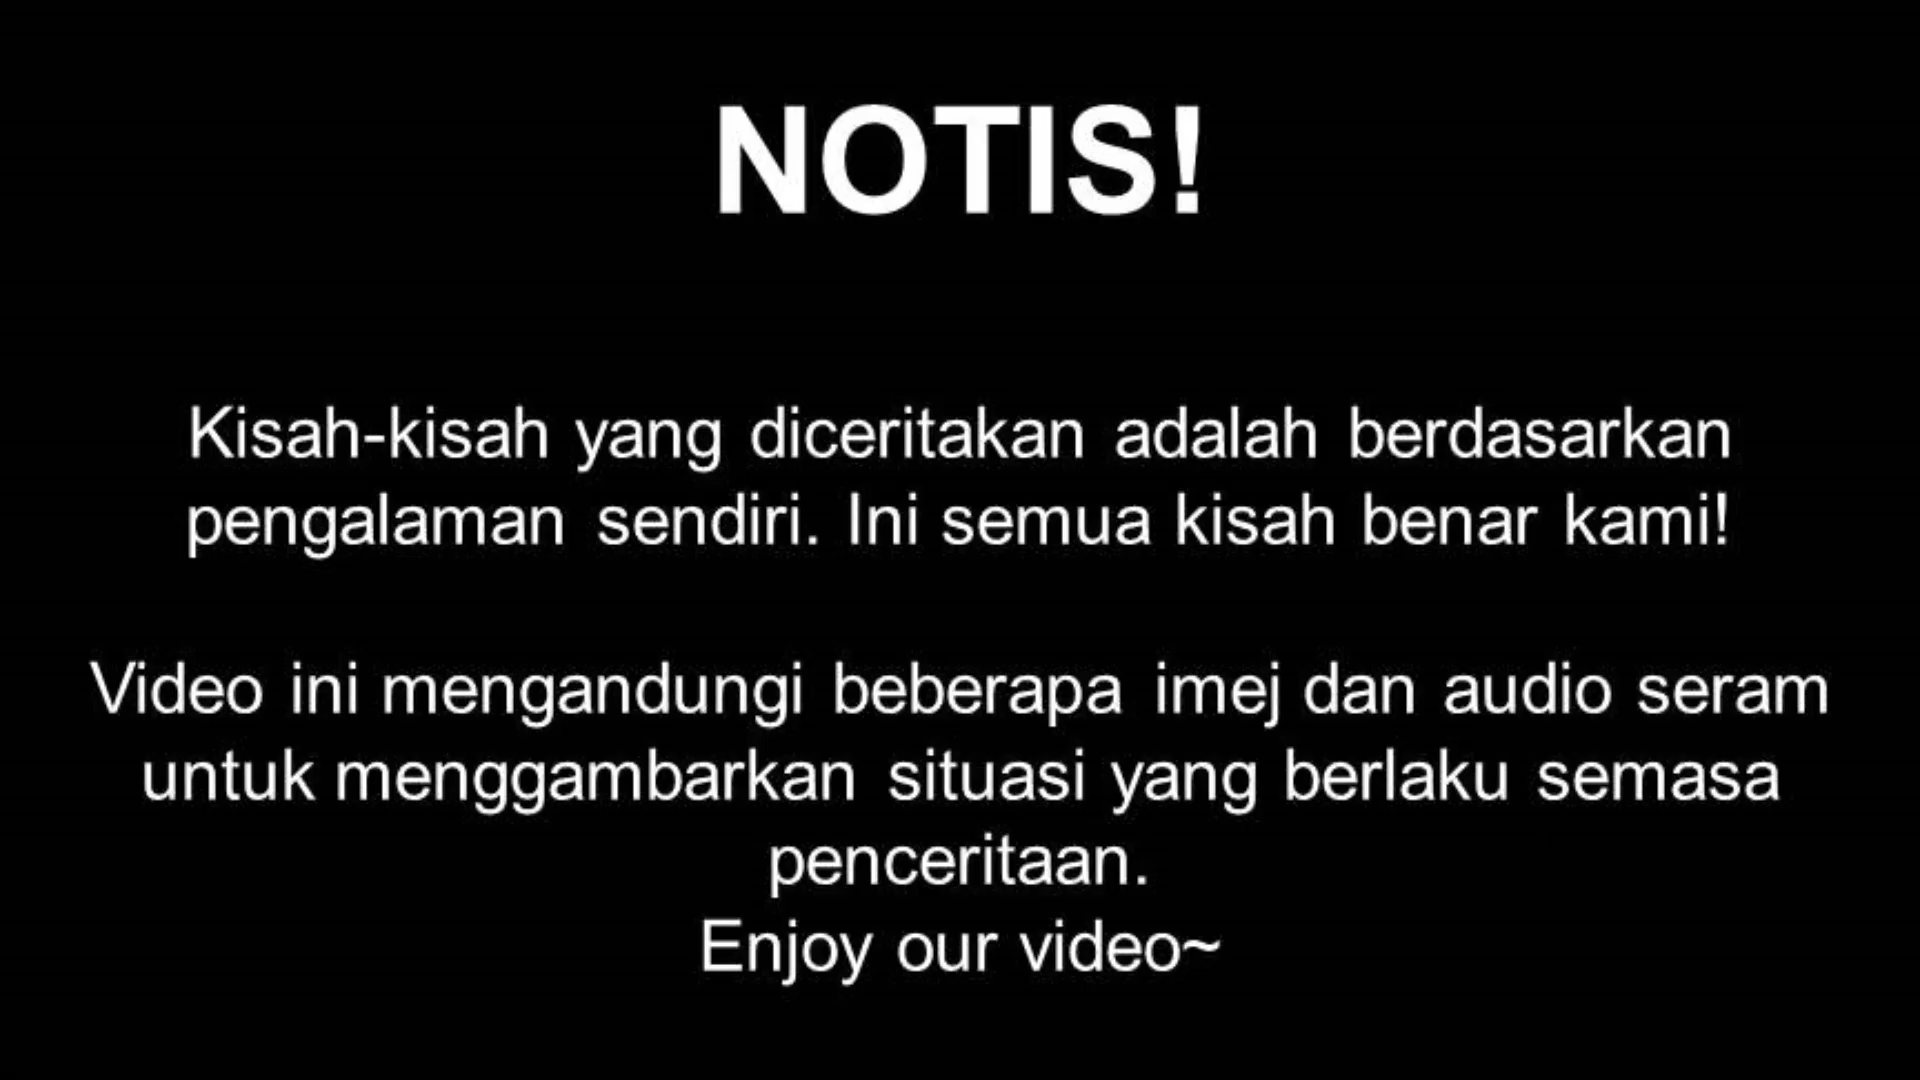 NOTIS!
Kisah-kisah yang diceritakan adalah berdasarkan
pengalaman sendiri. Ini semua kisah benar kami!
Video ini mengandungi beberapa imej dan audio seram
untuk menggambarkan situasi yang berlaku semasa
penceritaan.
Enjoy our video~